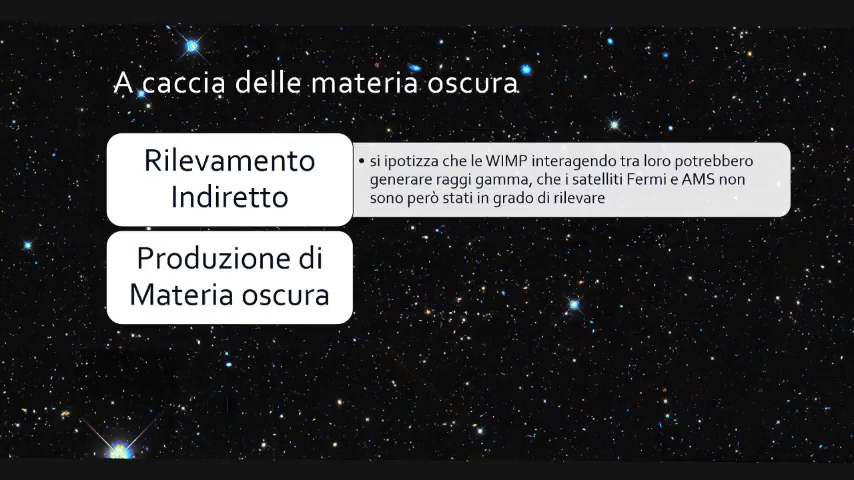 A caccia delle materia oscura
Rilevamento
Indiretto
• si ipotizza che le WIMP interagendo tra loro potrebbero
generare raggi gamma, che i satelliti Fermi e AMS non
sono però stati in grado di rilevare
Produzione di
Materia oscura